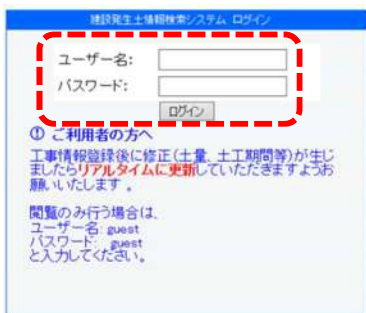 建設発生土情報検索システム ログイン
ユーザー名:
パスワード:
ログイン
① ご利用者の方へ
工事情報登録後に修正(土量、土工期間等)が生じ
ましたらリアルタイムに更新していただきますようお
願いいたします 。
閲覧のみ行う場合は、
ユーザー名: guest
パスワード: guest
と入力してください。